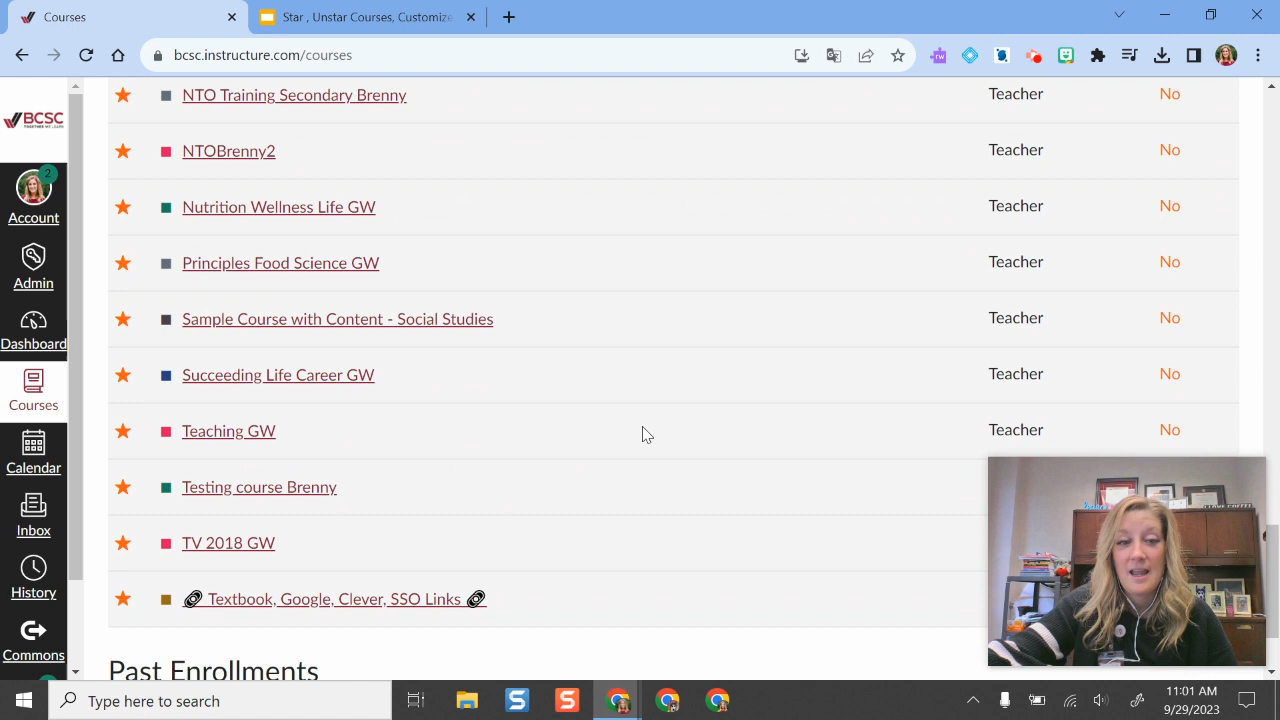 Courses
Star , Unstar Courses, Customize
bcsc.instructure.com/courses
rw
BCSC
NTO Training Secondary Brenny Teacher No
NTOBrenny2 Teacher No
Nutrition Wellness Life GW Teacher No
Principles Food Science GW Teacher No
Sample Course with Content - Social Studies Teacher No
Succeeding Life Career GW Teacher No
Teaching GW Teacher No
Testing course Brenny
TV 2018 GW
Textbook, Google, Clever, SSO Links
Past Enrollments
2
Account
Admin
Dashboard
Courses
Calendar
Inbox
History
Commons
Type here to search
11:01 AM
9/29/2023